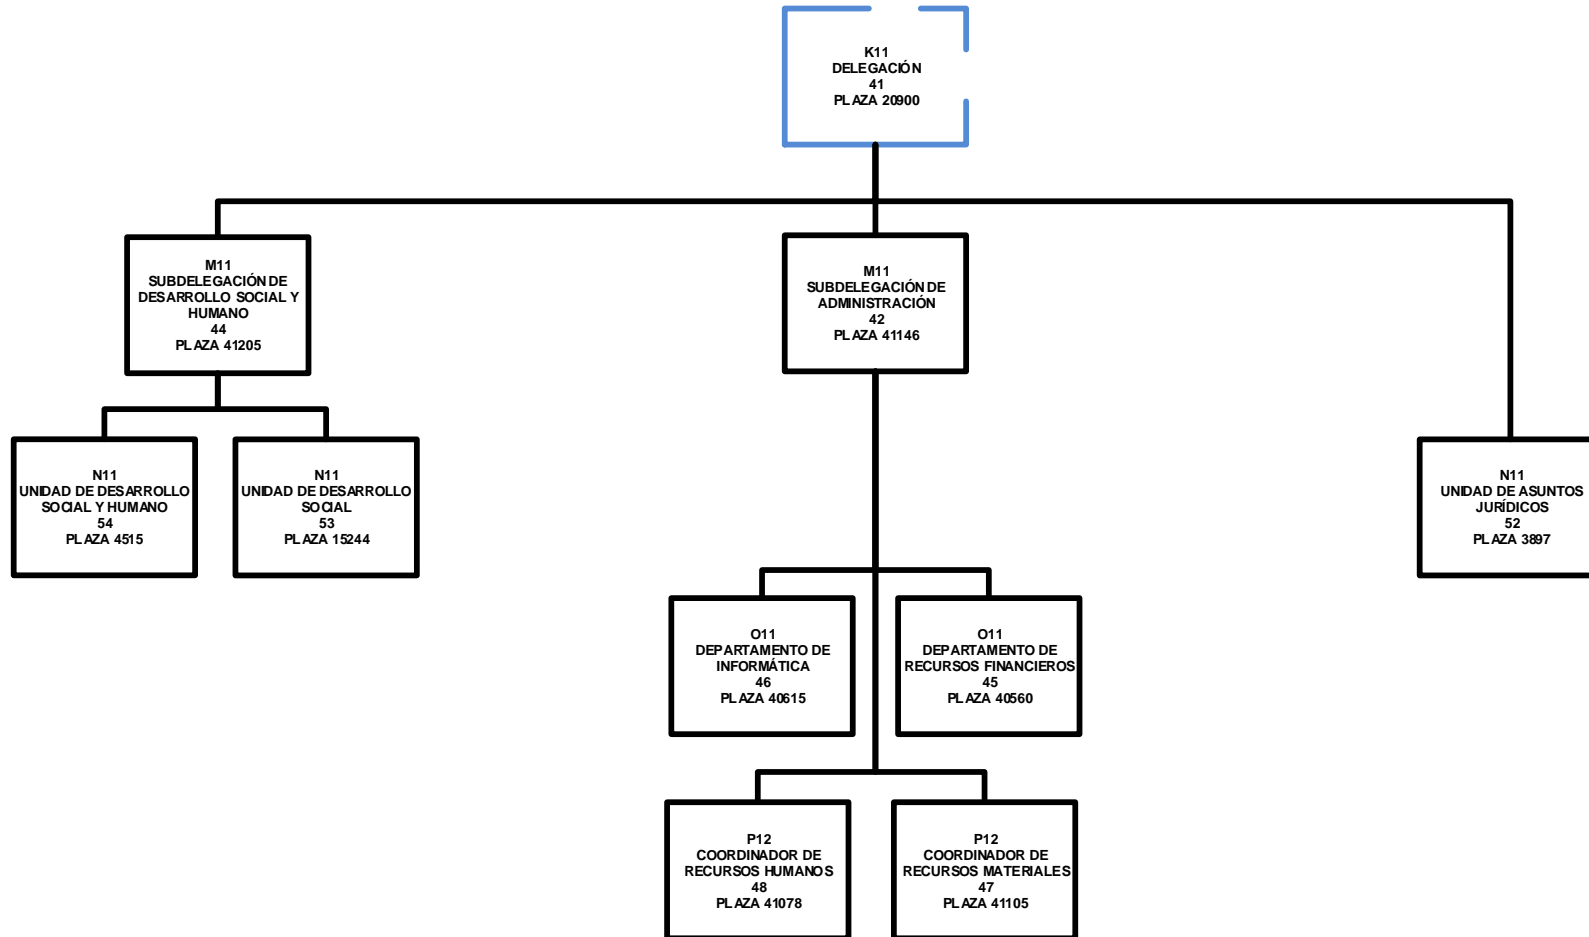 K11
DELEGACIÓN
41
PLAZA 20900
M11
SUBDELEGACIÓN DE
DESARROLLO SOCIAL Y
HUMANO
44
PLAZA 41205
M11
SUBDELEGACIÓN DE
ADMINISTRACIÓN
42
PLAZA 41146
N11
UNIDAD DE DESARROLLO
SOCIAL Y HUMANO
54
PLAZA 4515
N11
UNIDAD DE DESARROLLO
SOCIAL
53
PLAZA 15244
N11
UNIDAD DE ASUNTOS
JURÍDICOS
52
PLAZA 3897
O11
DEPARTAMENTO DE
INFORMÁTICA
46
PLAZA 40615
O11
DEPARTAMENTO DE
RECURSOS FINANCIEROS
45
PLAZA 40560
P12
COORDINADOR DE
RECURSOS HUMANOS
48
PLAZA 41078
P12
COORDINADOR DE
RECURSOS MATERIALES
47
PLAZA 41105